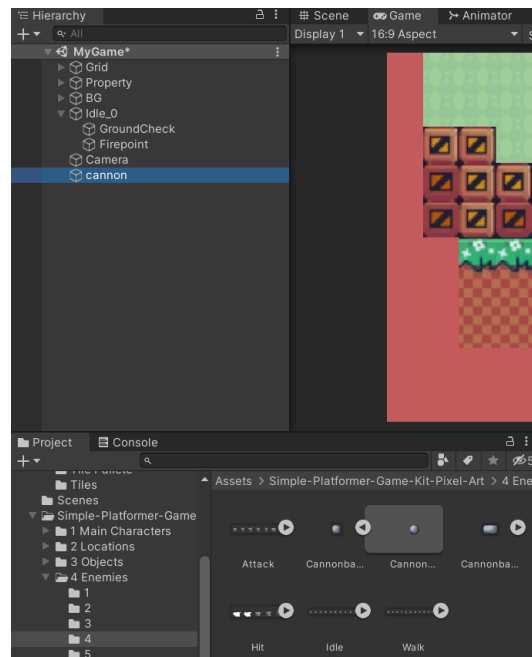 Hierarchy
All
MyGame*
Grid
Property
BG
Idle_0
GroundCheck
Firepoint
Camera
cannon
Scene
Game
Animator
Display 1
16:9 Aspect
Project
Console
Tiles
Scenes
Simple-Platformer-Game
1 Main Characters
2 Locations
3 Objects
4 Enemies
1
2
3
4
5
Assets > Simple-Platformer-Game-Kit-Pixel-Art > 4 Ene
Attack
Cannonba...
Cannon...
Cannonba...
Hit
Idle
Walk